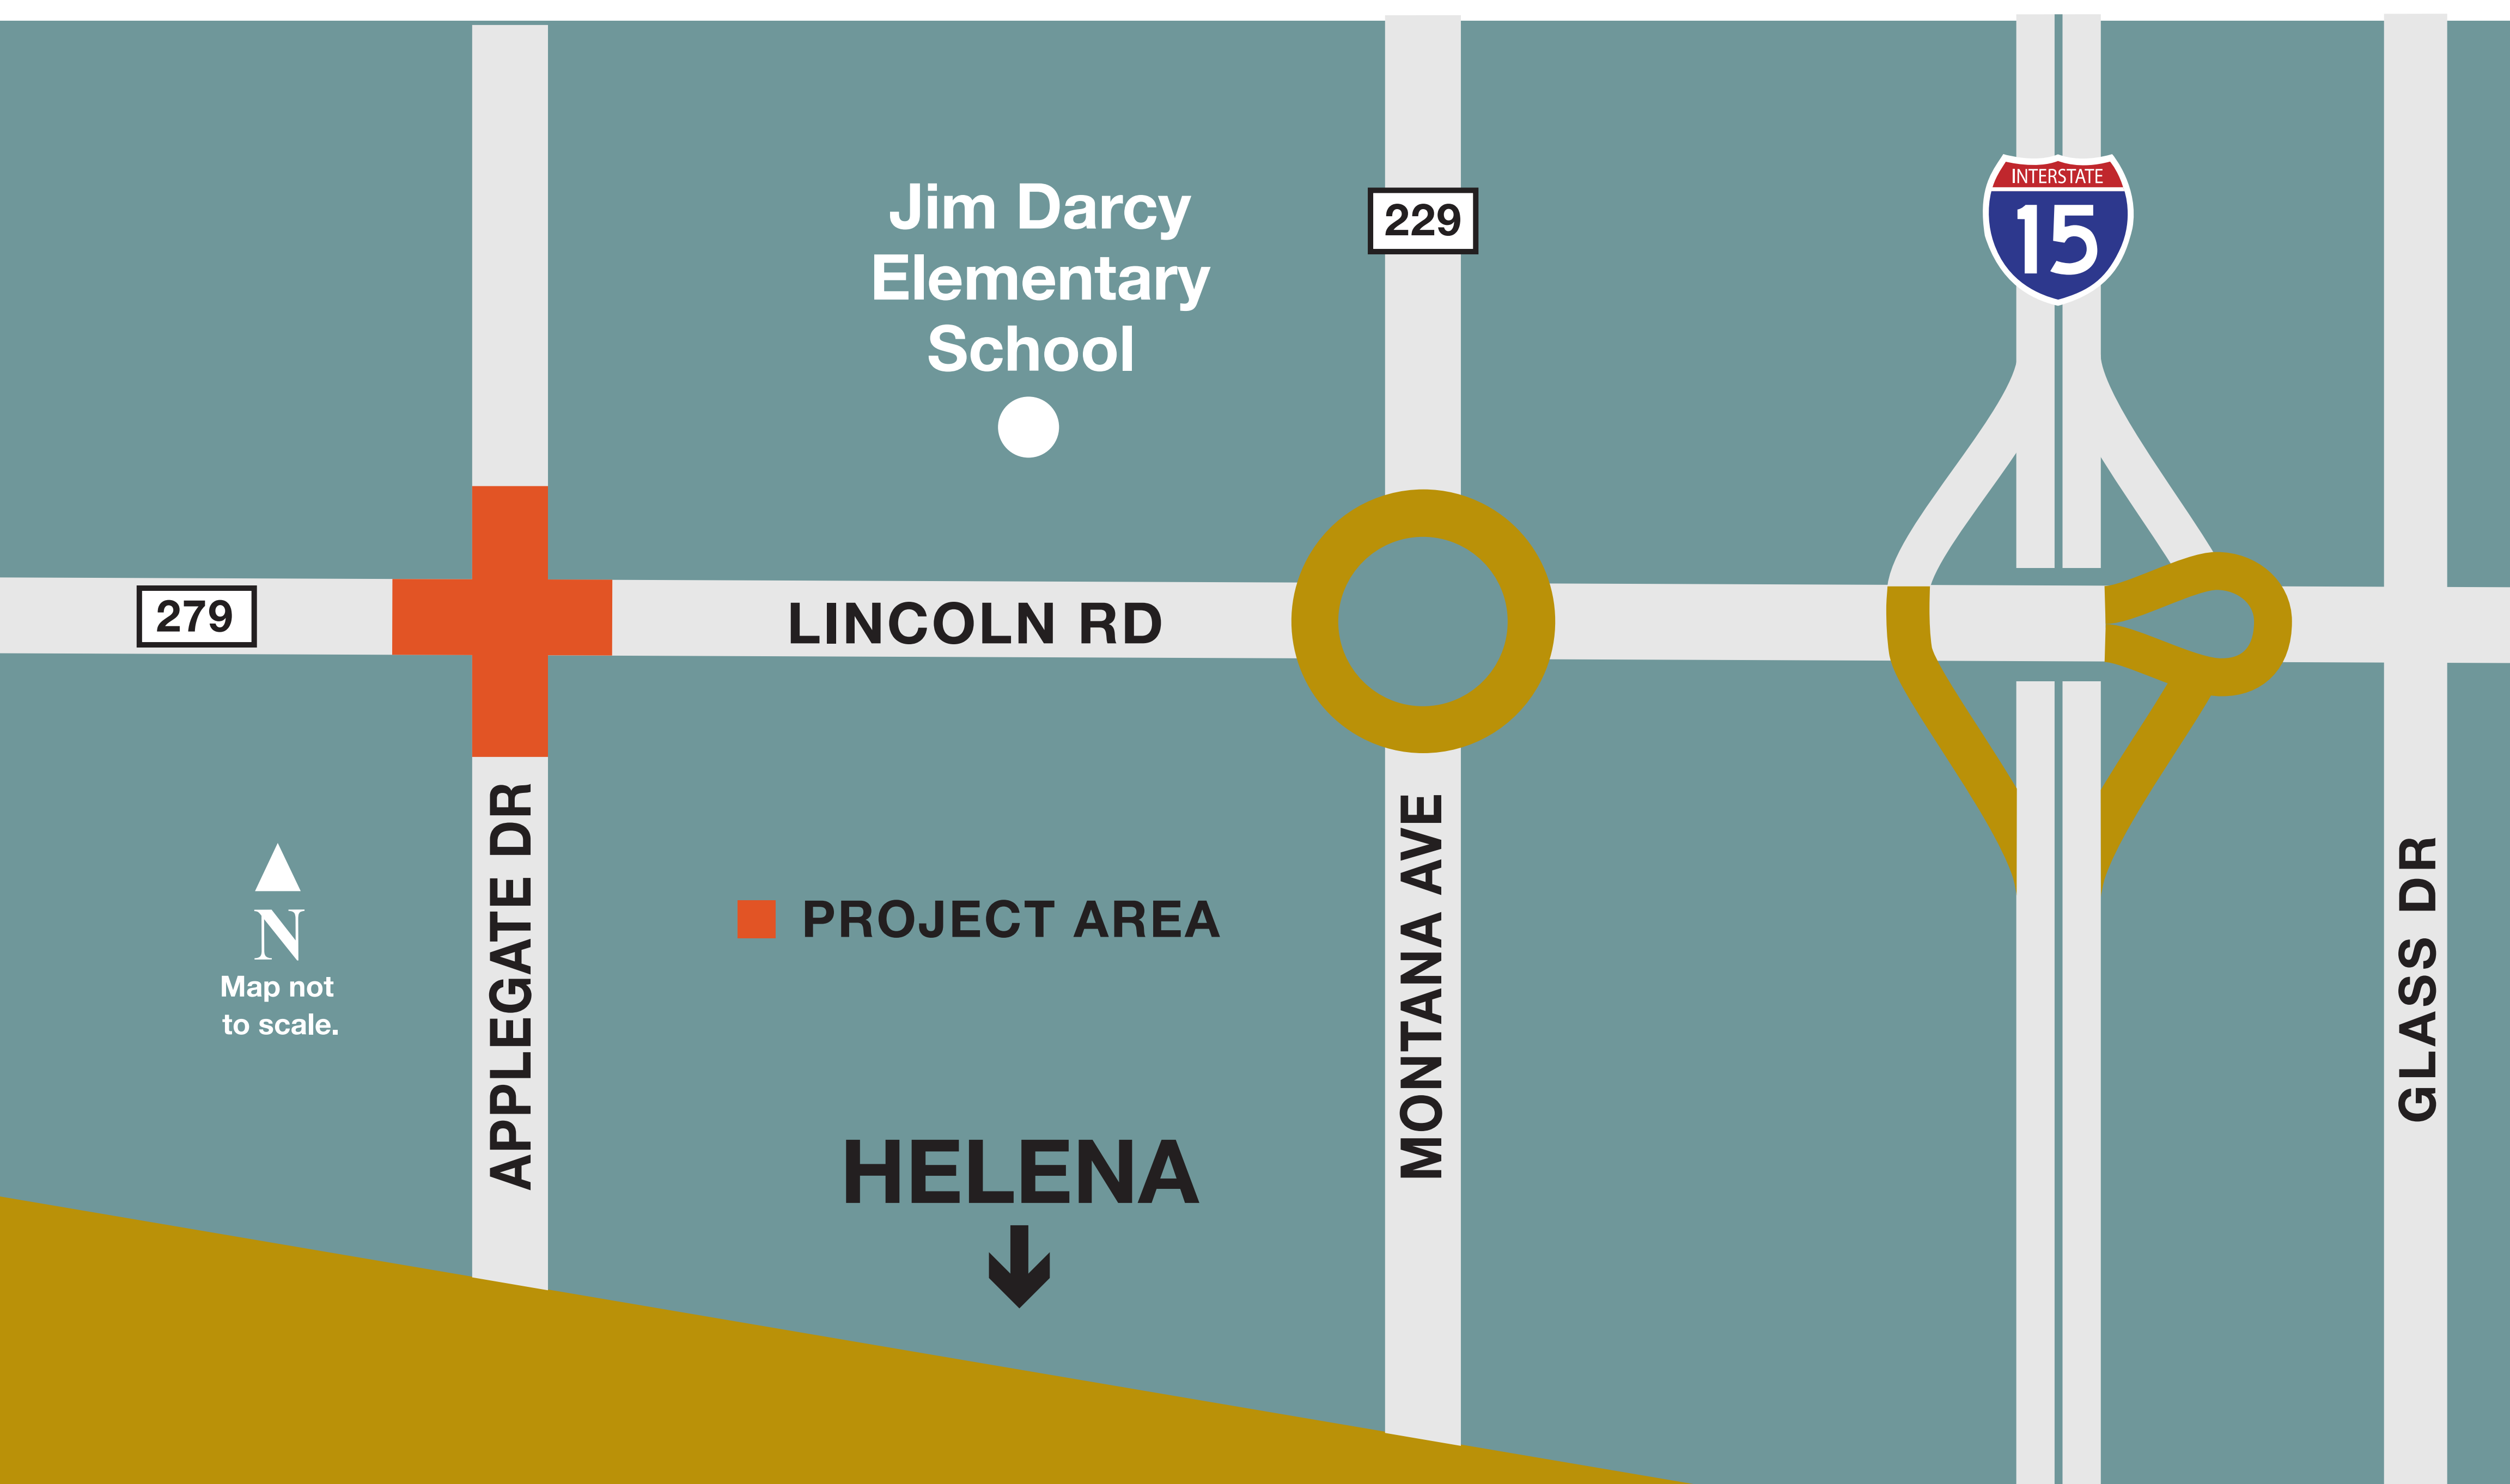 Jim Darcy
Elementary
School
229
INTERSTATE
15
279
LINCOLN RD
APPLEGATE DR
MONTANA AVE
GLASS DR
N
Map not
to scale.
PROJECT AREA
HELENA